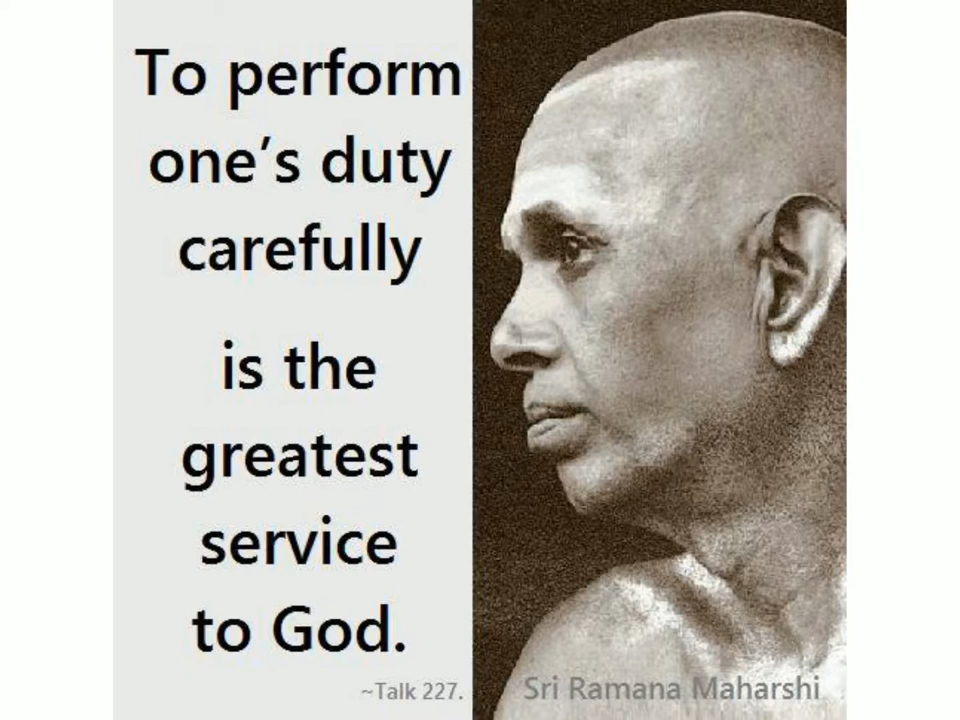 To perform
one’s duty
carefully
is the
greatest
service
to God.
~Talk 227.
Sri Ramana Maharshi